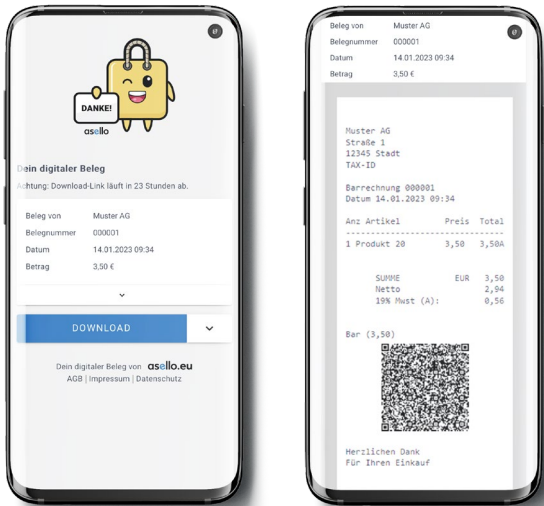 DANKE!
asello
Dein digitaler Beleg
Achtung: Download-Link läuft in 23 Stunden ab.
Beleg von Muster AG
Belegnummer 000001
Datum 14.01.2023 09:34
Betrag 3,50 €
DOWNLOAD
Dein digitaler Beleg von asello.eu
AGB | Impressum | Datenschutz
Beleg von Muster AG
Belegnummer 000001
Datum 14.01.2023 09:34
Betrag 3,50 €
Muster AG
Straße 1
12345 Stadt
TAX-ID
Barrechnung 000001
Datum 14.01.2023 09:34
Anz Artikel Preis Total
1 Produkt 20 3,50 3,50A
SUMME EUR 3,50
Netto 2,94
19% Mwst (A): 0,56
Bar (3,50)
Herzlichen Dank
Für Ihren Einkauf